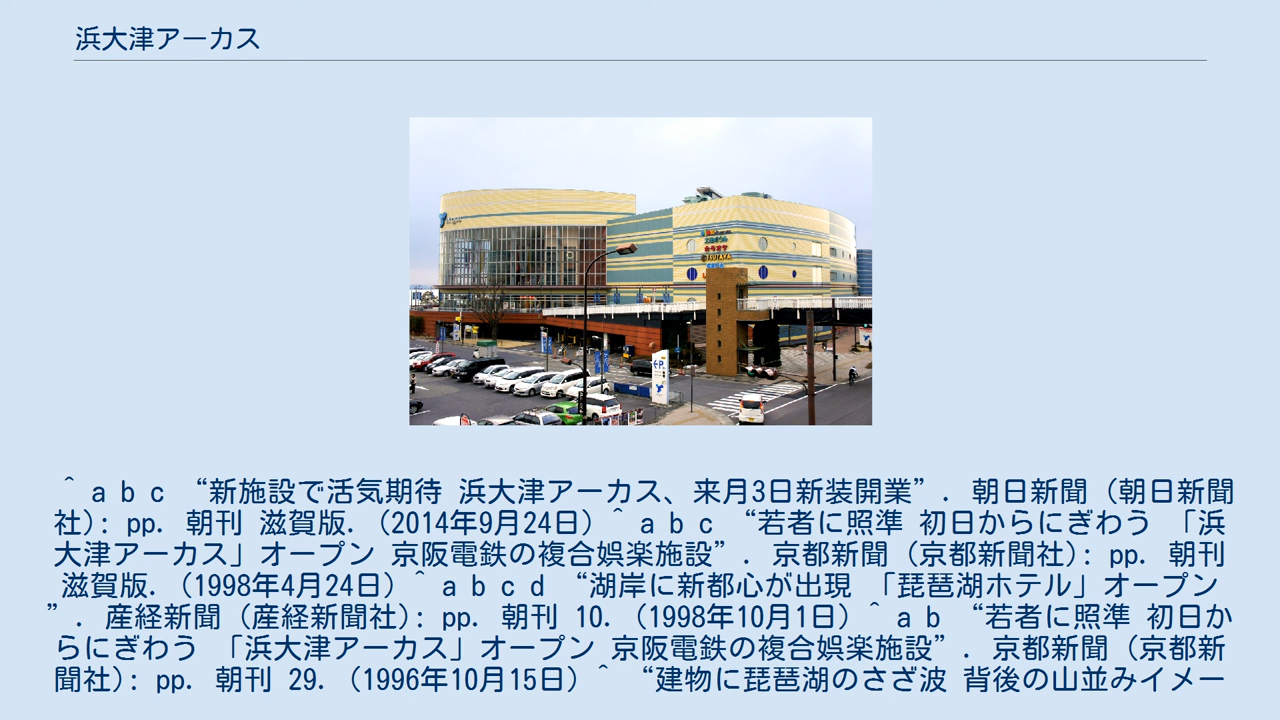 浜大津アーカス
TSUTAYA
P
^ a b c “新施設で活気期待 浜大津アーカス、来月3日新装開業”. 朝日新聞 (朝日新聞
社): pp. 朝刊 滋賀版. (2014年9月24日) ^ a b c “若者に照準 初日からにぎわう 「浜
大津アーカス」オープン 京阪電鉄の複合娯楽施設”. 京都新聞 (京都新聞社): pp. 朝刊
滋賀版. (1998年4月24日) ^ a b c d “湖岸に新都心が出現 「琵琶湖ホテル」オープン
”. 産経新聞 (産経新聞社): pp. 朝刊 10. (1998年10月1日) ^ a b “若者に照準 初日か
らにぎわう 「浜大津アーカス」オープン 京阪電鉄の複合娯楽施設”. 京都新聞 (京都新
聞社): pp. 朝刊 29. (1996年10月15日) ^ “建物に琵琶湖のさざ波 背後の山並みイメー